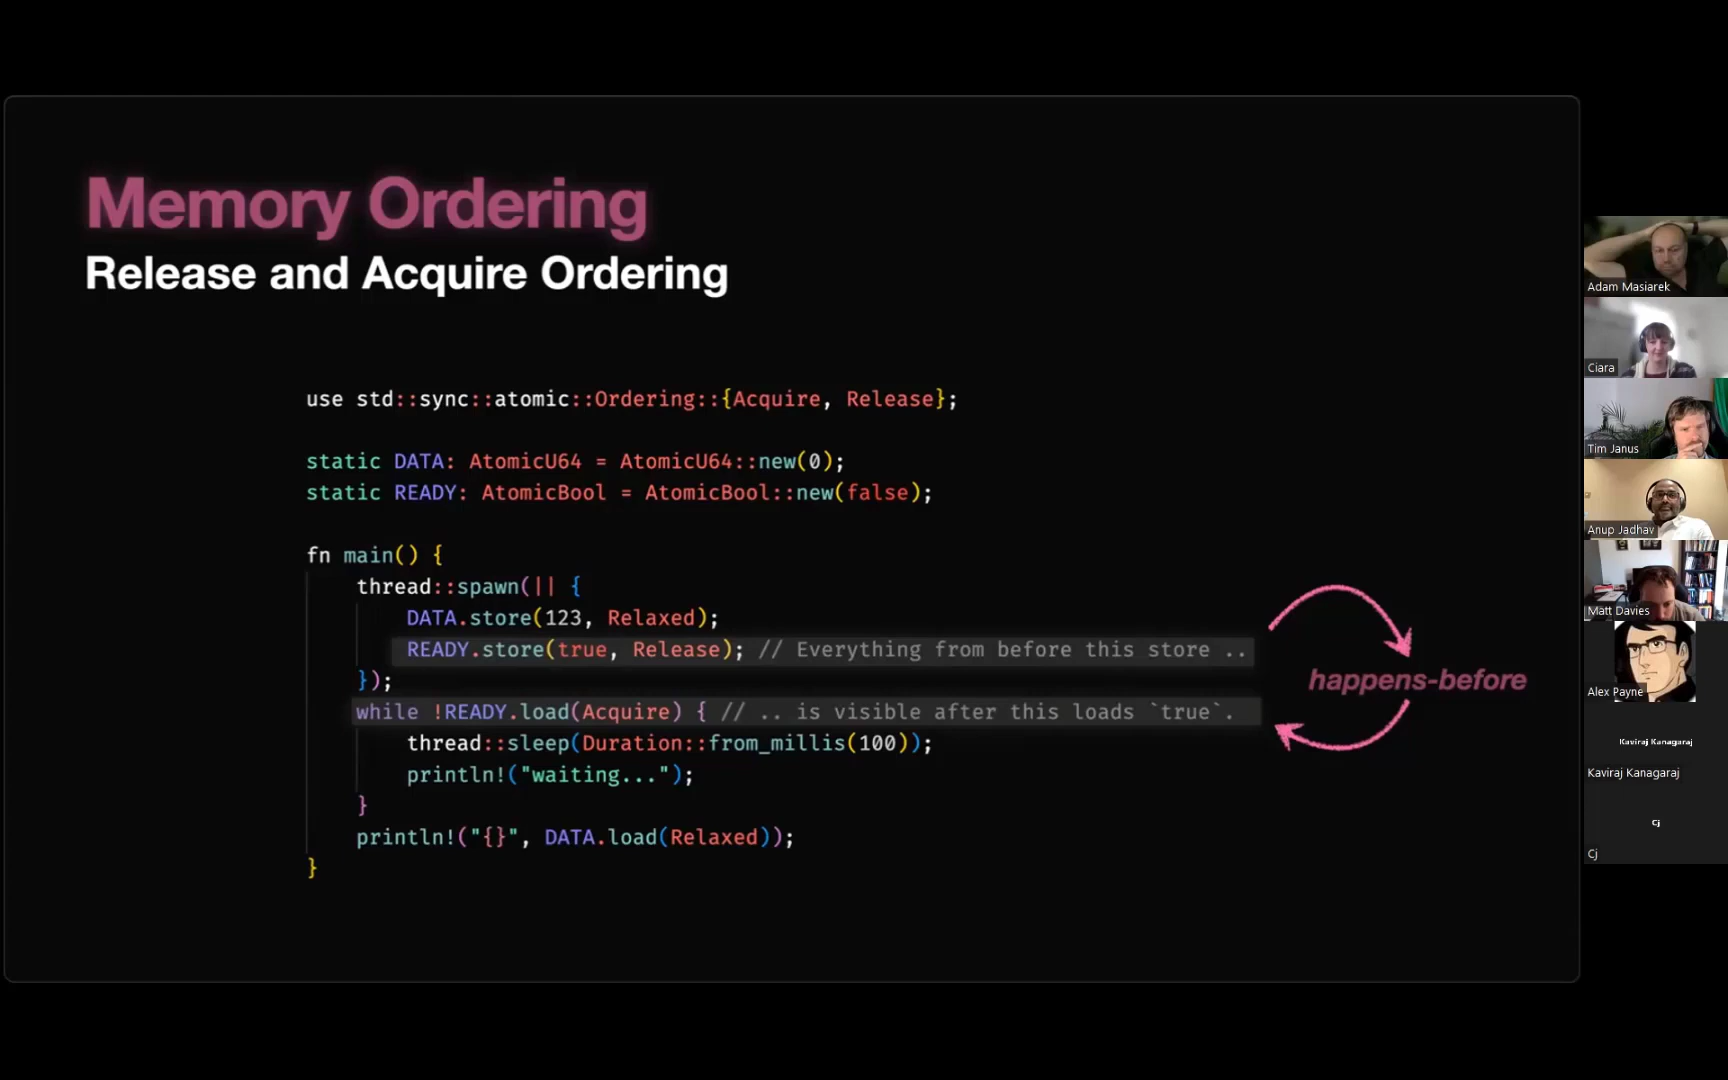 Memory Ordering
Release and Acquire Ordering
use std::sync::atomic::Ordering::{Acquire, Release};
static DATA: AtomicU64 = AtomicU64::new(0);
static READY: AtomicBool = AtomicBool::new(false);
fn main() {
thread::spawn(|| {
DATA.store(123, Relaxed);
READY.store(true, Release); // Everything from before this store ..
});
while !READY.load(Acquire) { // .. is visible after this loads `true`.
thread::sleep(Duration::from_millis(100));
println!("waiting...");
}
println!("{}", DATA.load(Relaxed));
}
happens-before
Adam Masiarek
Ciara
Tim Janus
Anup Jadhav
Matt Davies
Alex Payne
Kaviraj Kanagaraj
Kaviraj Kanagaraj
Cj
Cj